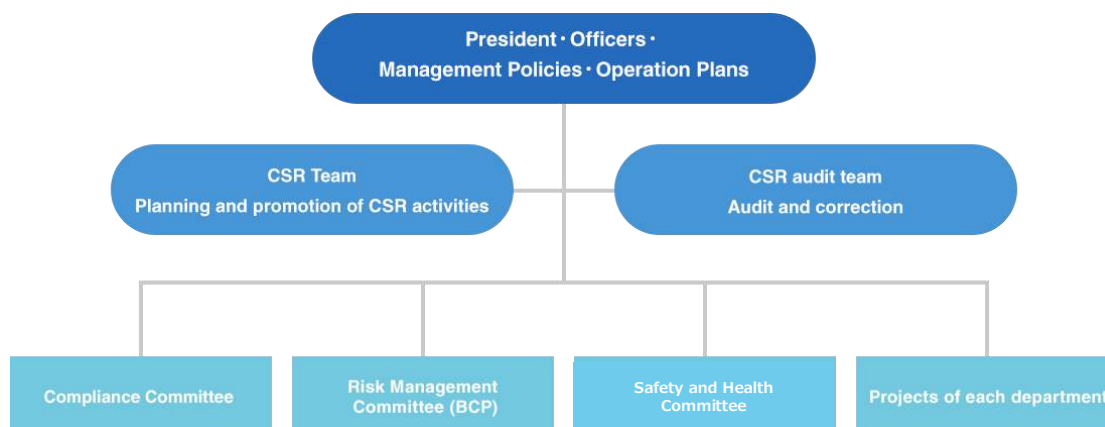 President・Officers・
Management Policies・Operation Plans
CSR Team
Planning and promotion of CSR activities
CSR audit team
Audit and correction
Compliance Committee
Risk Management
Committee (BCP)
Safety and Health
Committee
Projects of each department